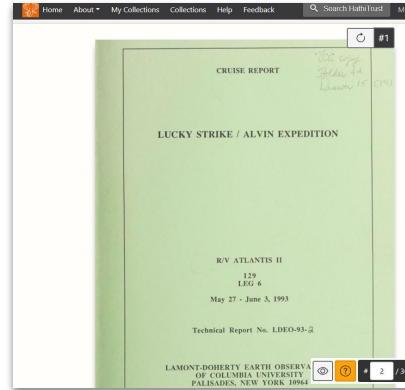 Home About My Collections Collections Help Feedback Search HathiTrust
#1
CRUISE REPORT
LUCKY STRIKE / ALVIN EXPEDITION
R/V ATLANTIS II
129
LEG 6
May 27 - June 3, 1993
Technical Report No. LDEO-93-2
LAMONT-DOHERTY EARTH OBSERVA
OF COLUMBIA UNIVERSITY
PALISADES, NEW YORK 10964
# 2